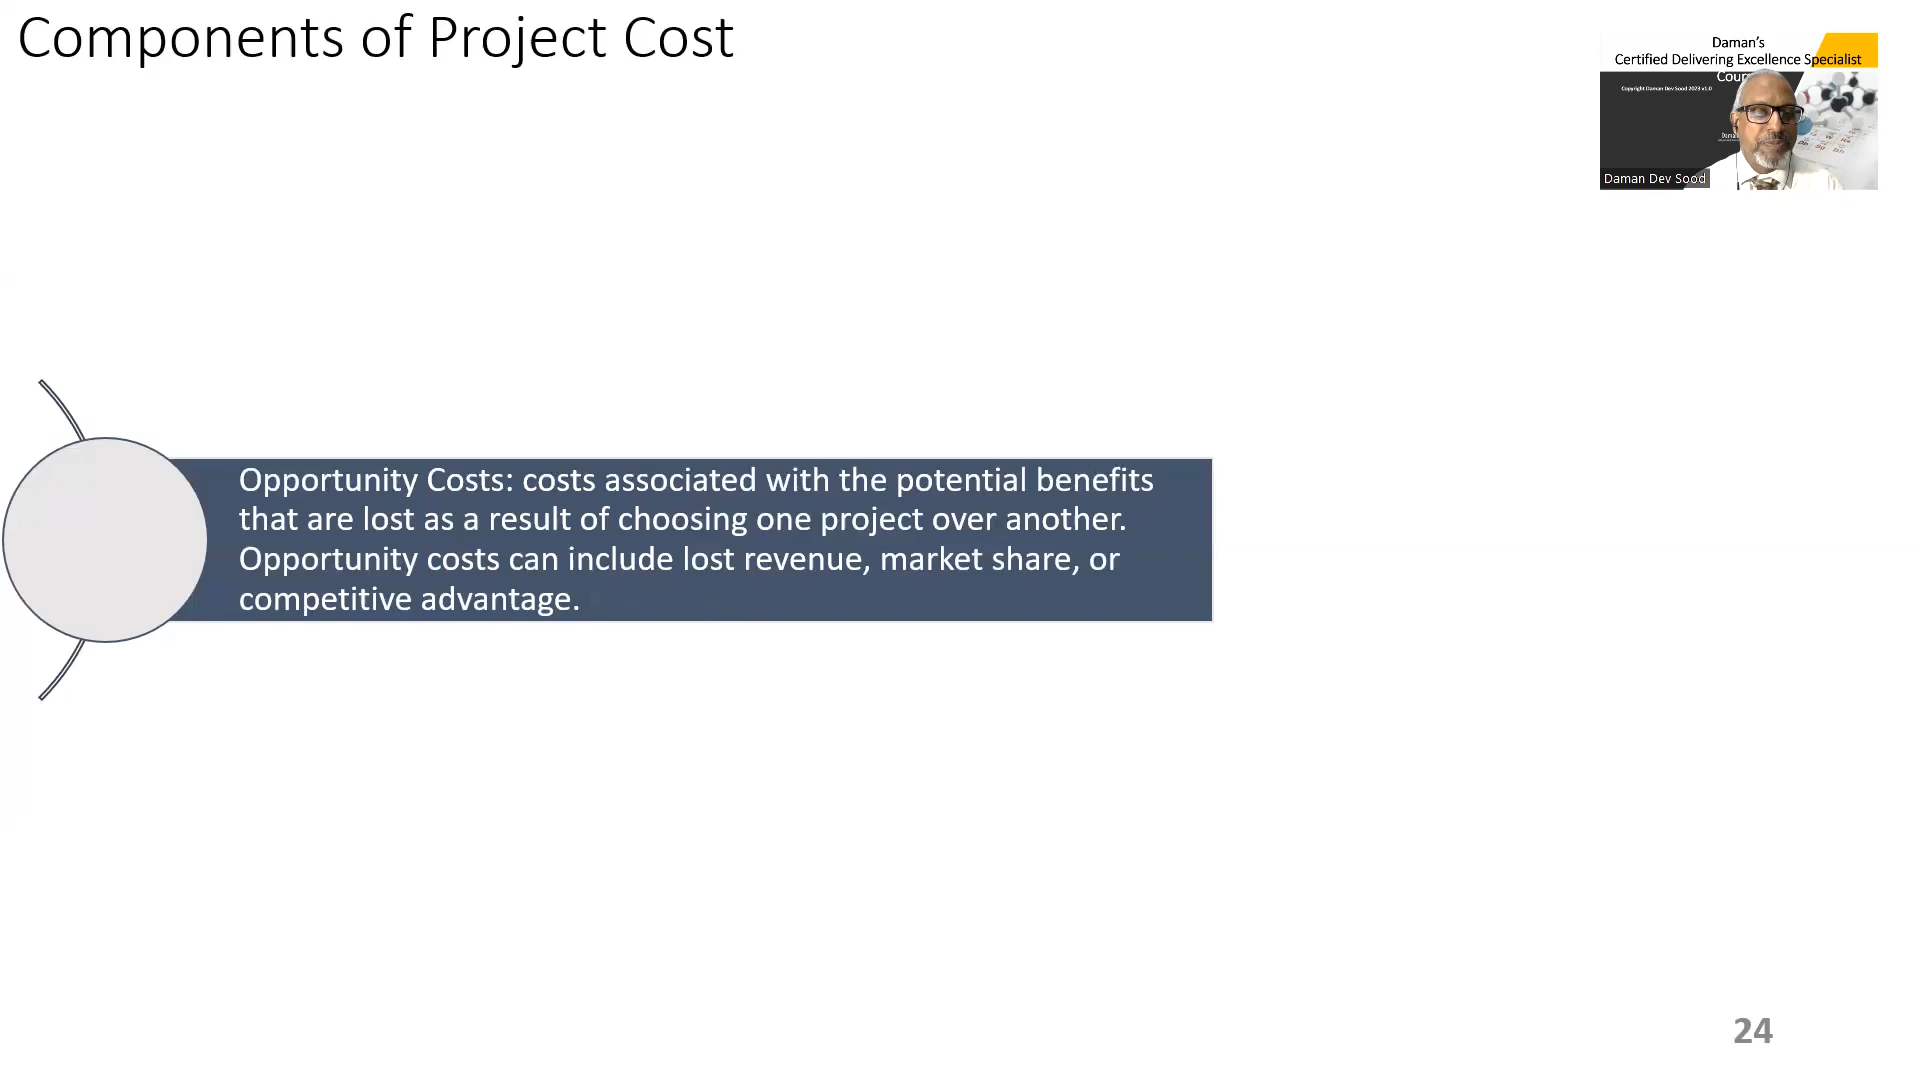 Components of Project Cost
Daman’s
Certified Delivering Excellence Specialist
Copyright Daman Dev Sood 2023 v1.0
Daman Dev Sood
Opportunity Costs: costs associated with the potential benefits
that are lost as a result of choosing one project over another.
Opportunity costs can include lost revenue, market share, or
competitive advantage.
24